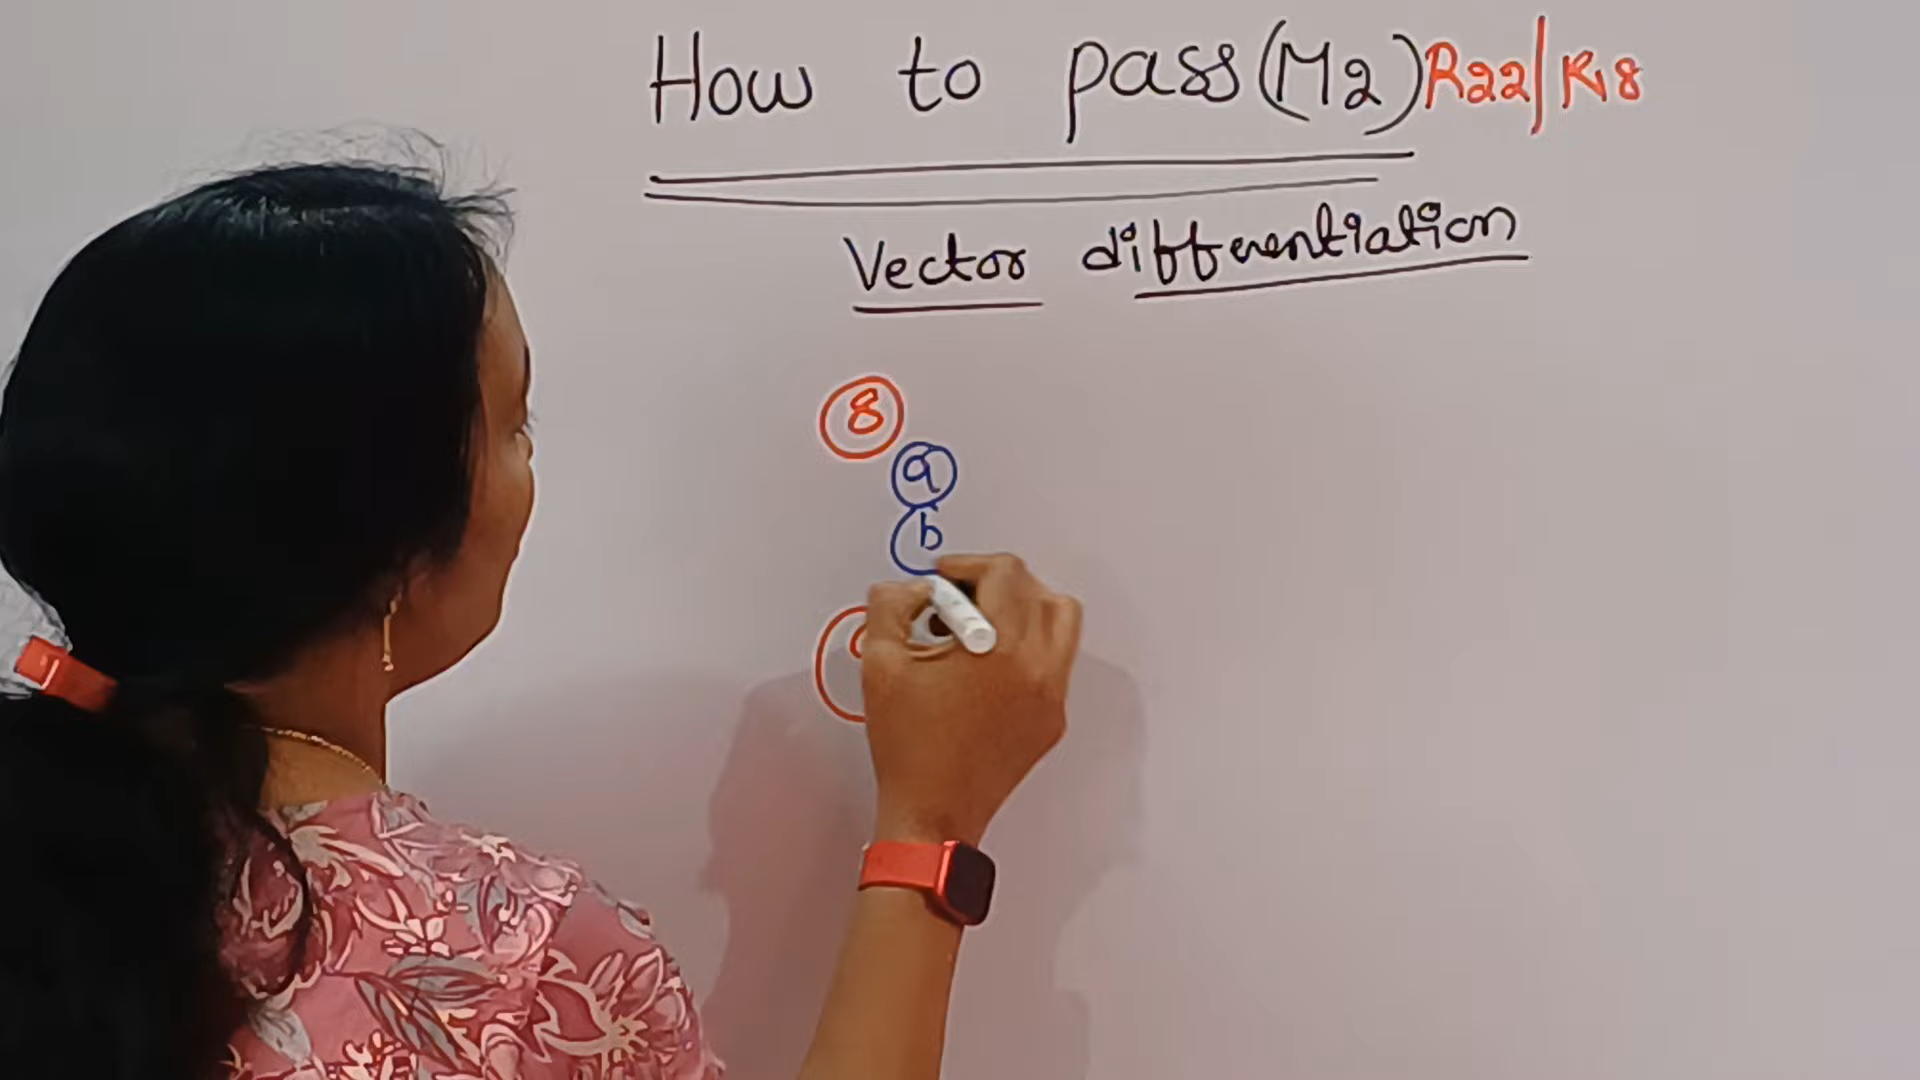 How to pass (M2) R22/R18
Vector differentiation
8
a
b